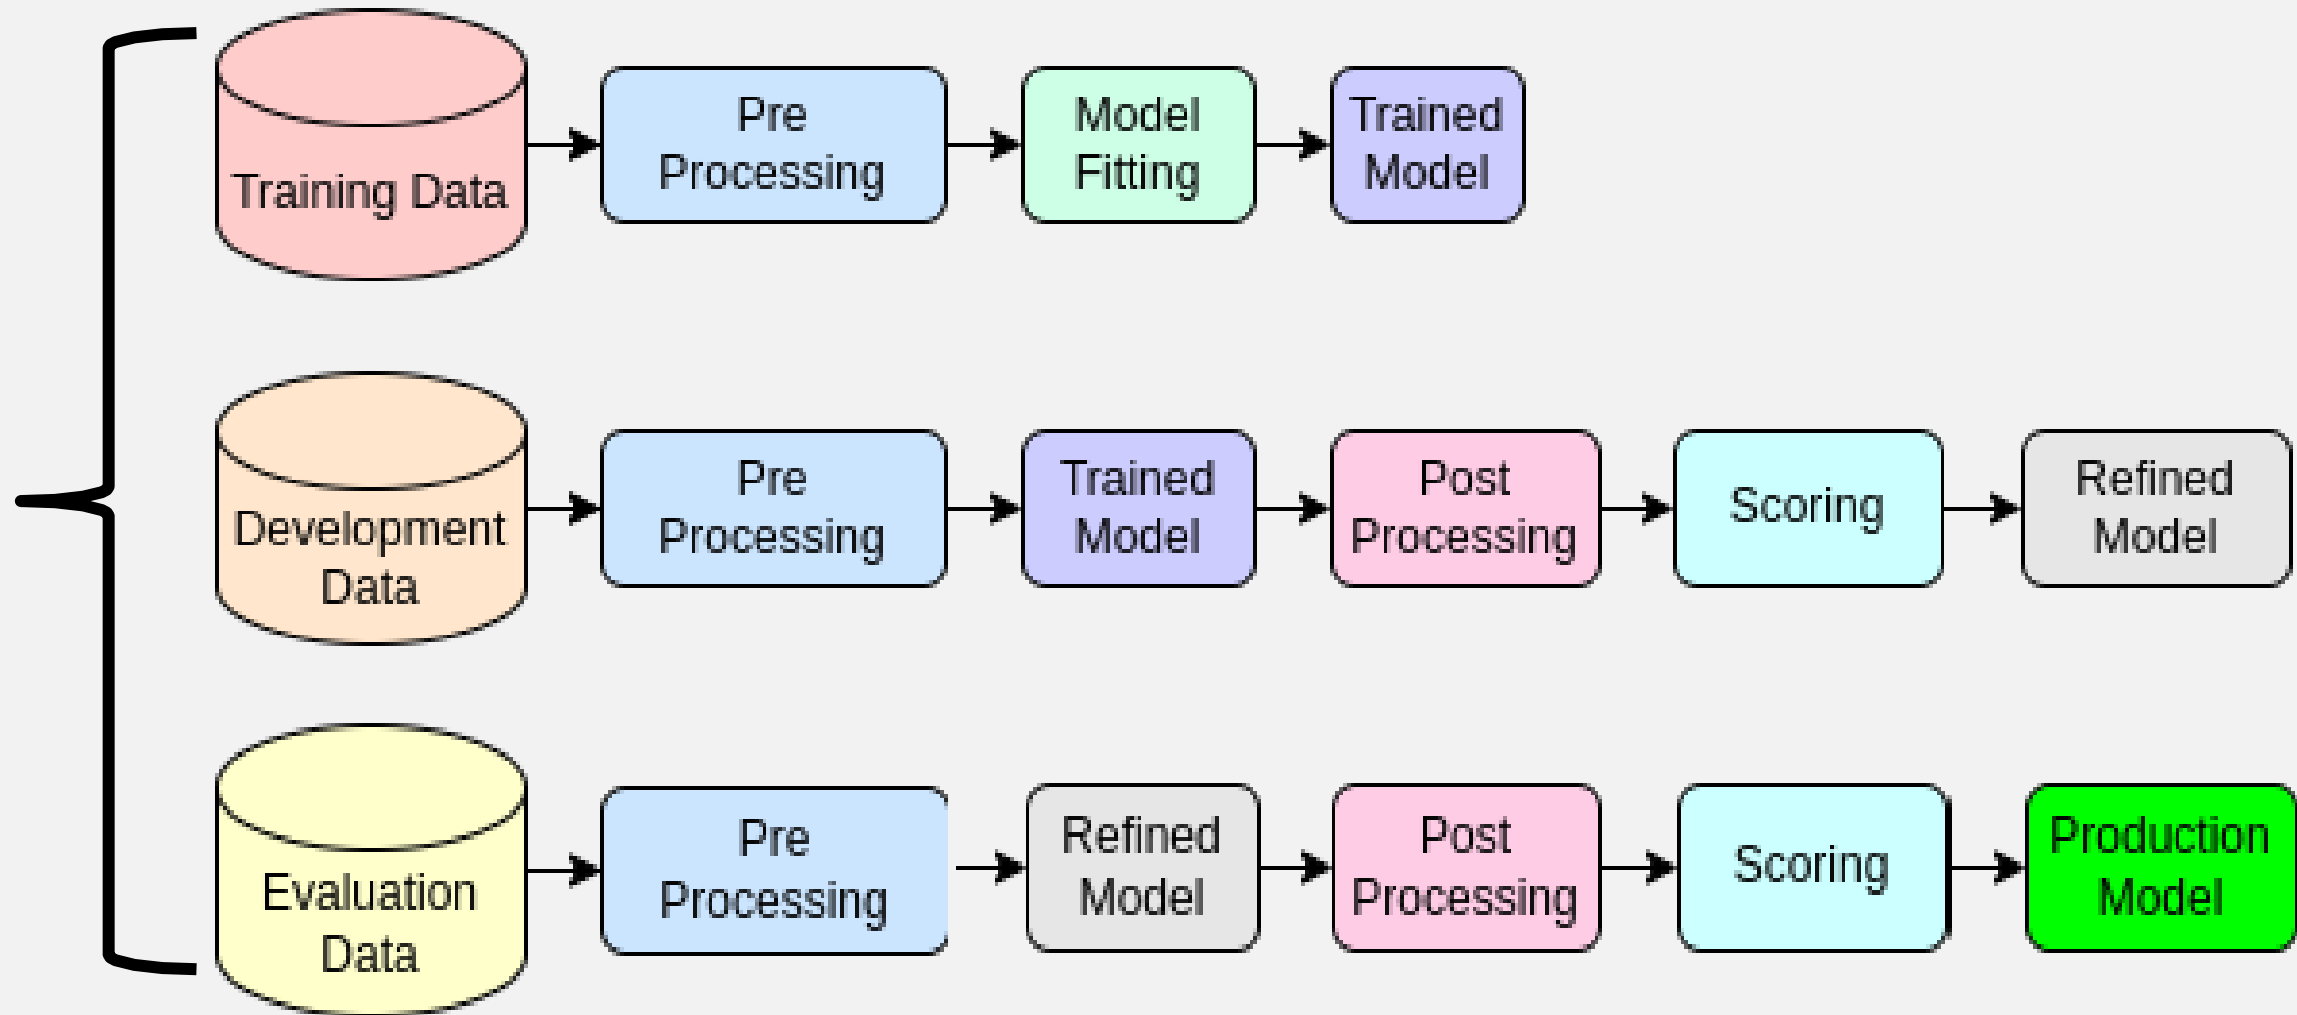 Training Data
Pre
Processing
Model
Fitting
Trained
Model
Development
Data
Pre
Processing
Trained
Model
Post
Processing
Scoring
Refined
Model
Evaluation
Data
Pre
Processing
Refined
Model
Post
Processing
Scoring
Production
Model